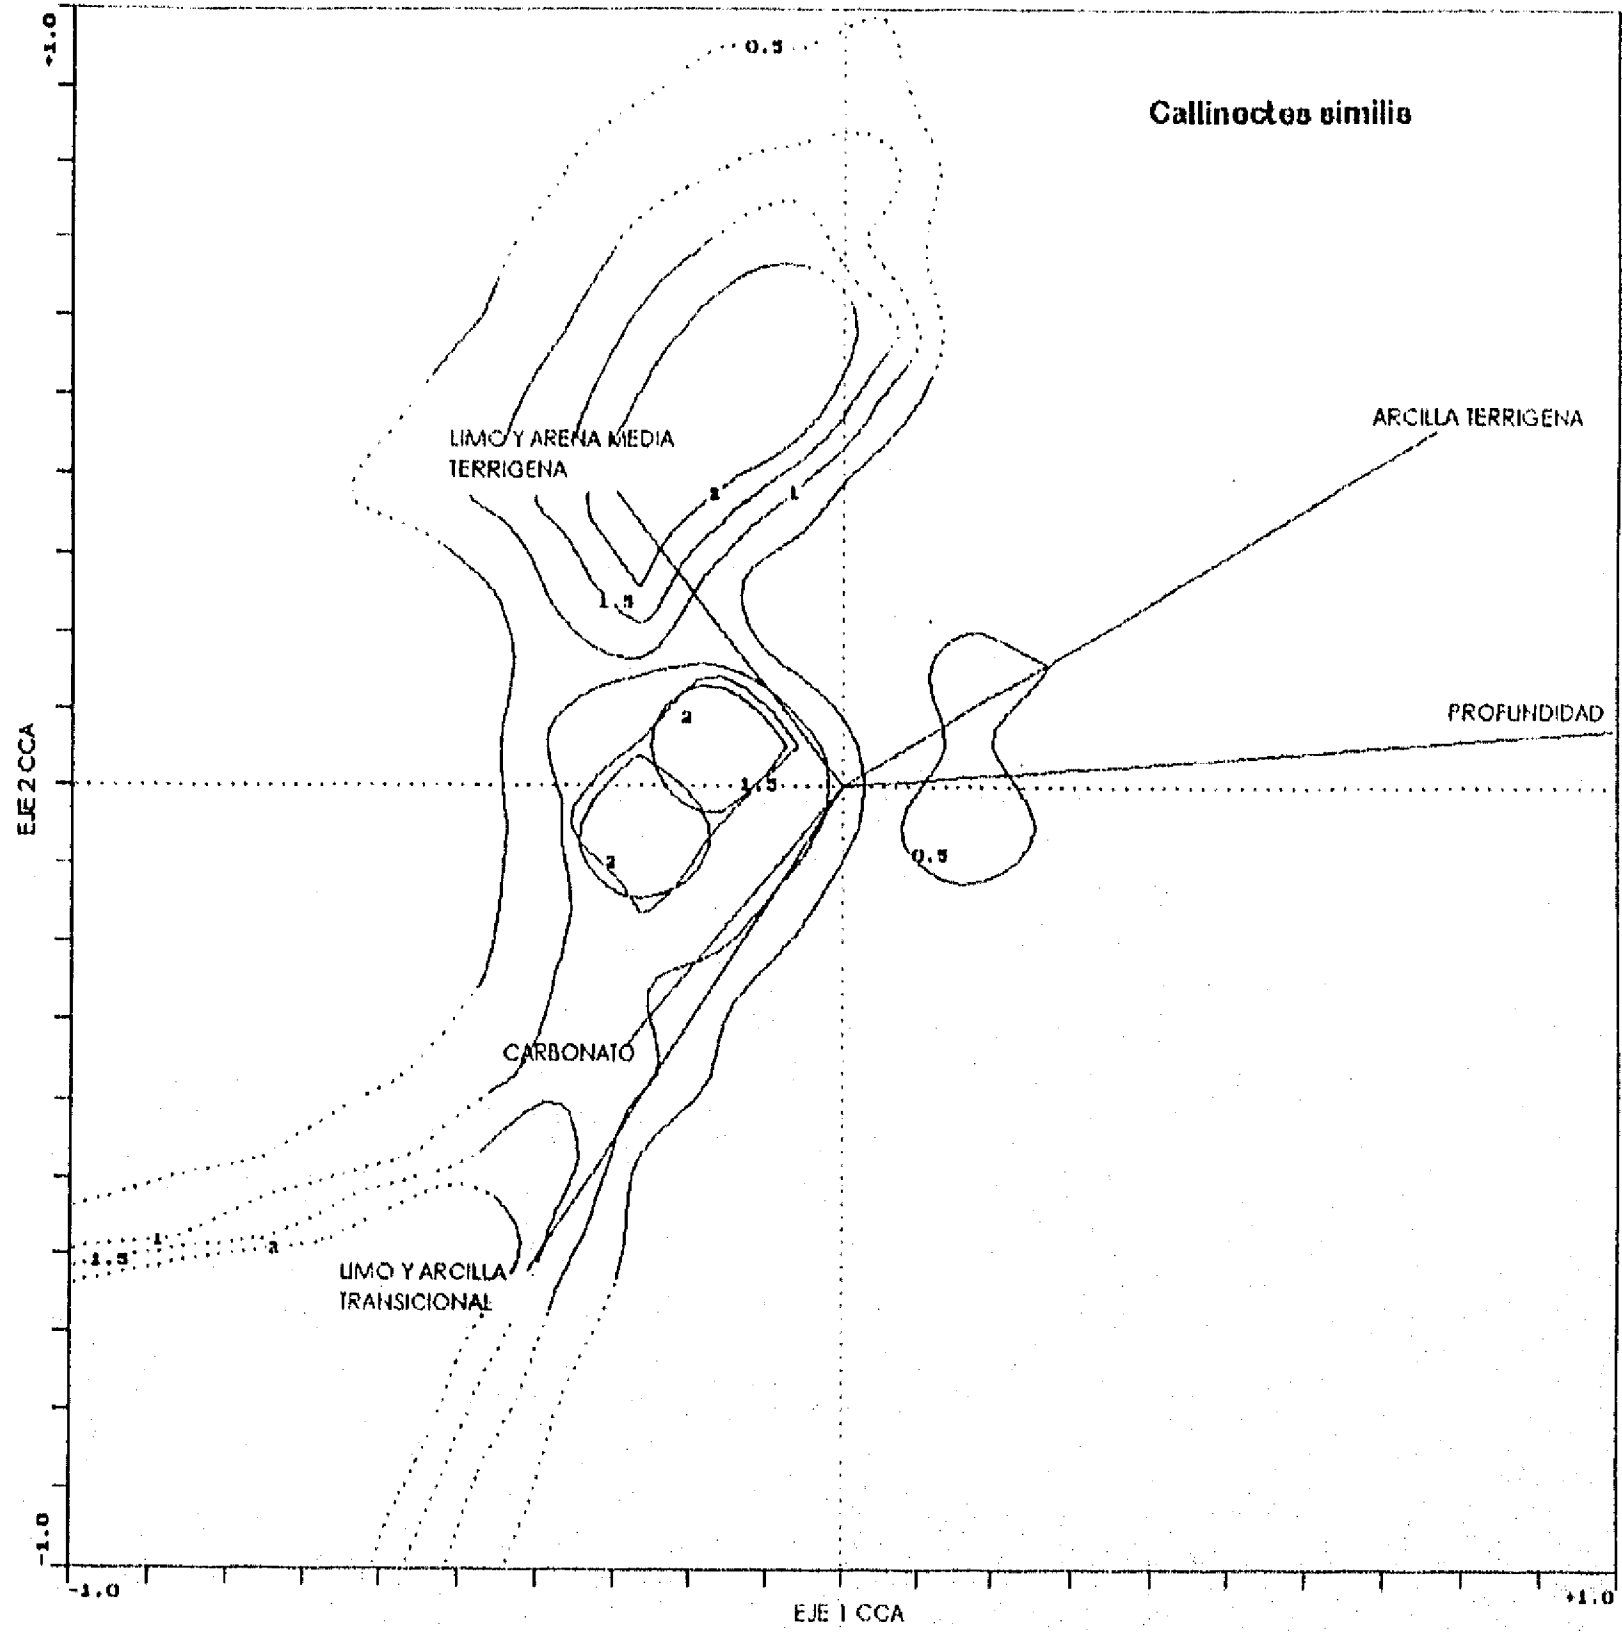 +1.0
0.5
Callinectes similis
ARCILLA TERRIGENA
LIMO Y ARENA MEDIA
TERRIGENA
2
1
1.5
PROFUNDIDAD
2
EJE 2 CCA
1.5
2
0.5
CARBONATO
1
1.5
2
LIMO Y ARCILLA
TRANSICIONAL
-1.0
-1.0
+1.0
EJE 1 CCA